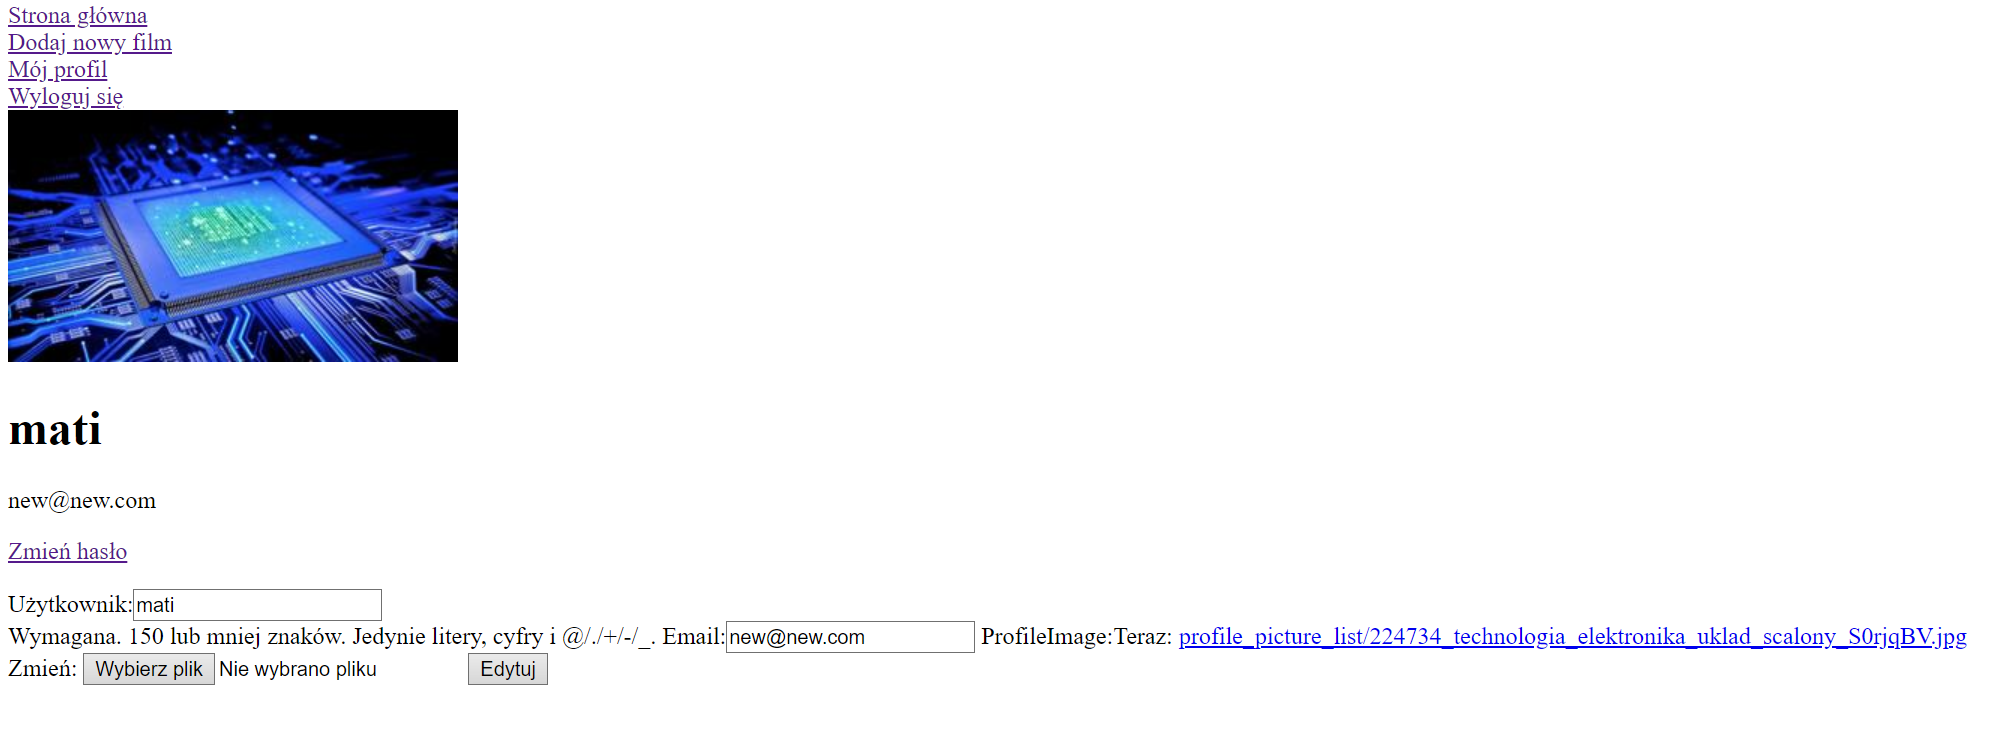 Strona główna
Dodaj nowy film
Mój profil
Wyloguj się
mati
new@new.com
Zmień hasło
Użytkownik: mati
Wymagana. 150 lub mniej znaków. Jedynie litery, cyfry i @/./+/-/_. Email: new@new.com ProfileImage:Teraz: profile_picture_list/224734_technologia_elektronika_uklad_scalony_S0rjqBV.jpg
Zmień: Wybierz plik Nie wybrano pliku Edytuj